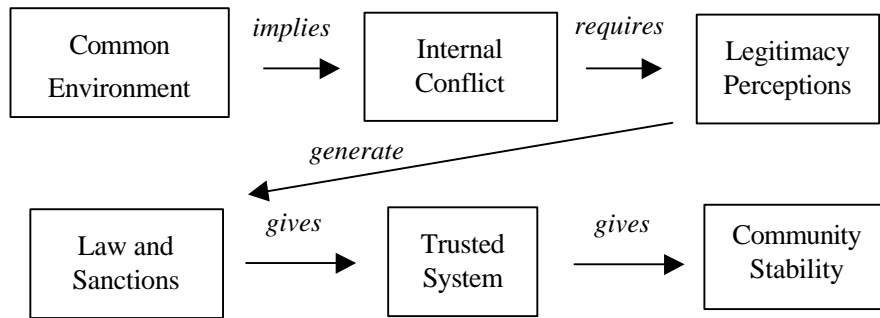 implies
requires
Common
Environment
Internal
Conflict
Legitimacy
Perceptions
generate
gives
gives
Law and
Sanctions
Trusted
System
Community
Stability